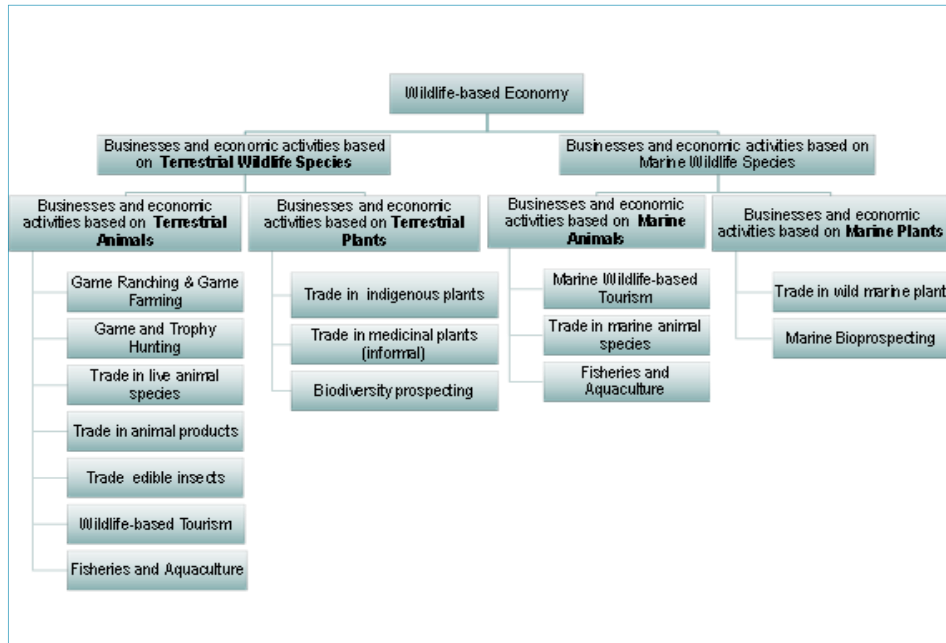 Wildlife-based Economy
Businesses and economic activities based
on Terrestrial Wildlife Species
Businesses and economic activities based on
Marine Wildlife Species
Businesses and economic
activities based on Terrestrial
Animals
Businesses and economic
activities based on Terrestrial
Plants
Businesses and economic
activities based on Marine
Animals
Businesses and economic
activities based on Marine Plants
Game Ranching & Game
Farming
Game and Trophy
Hunting
Trade in live animal
species
Trade in animal products
Trade edible insects
Wildlife-based Tourism
Fisheries and Aquaculture
Trade in indigenous plants
Trade in medicinal plants
(informal)
Biodiversity prospecting
Marine Wildlife-based
Tourism
Trade in marine animal
species
Fisheries and
Aquaculture
Trade in wild marine plant
Marine Bioprospecting